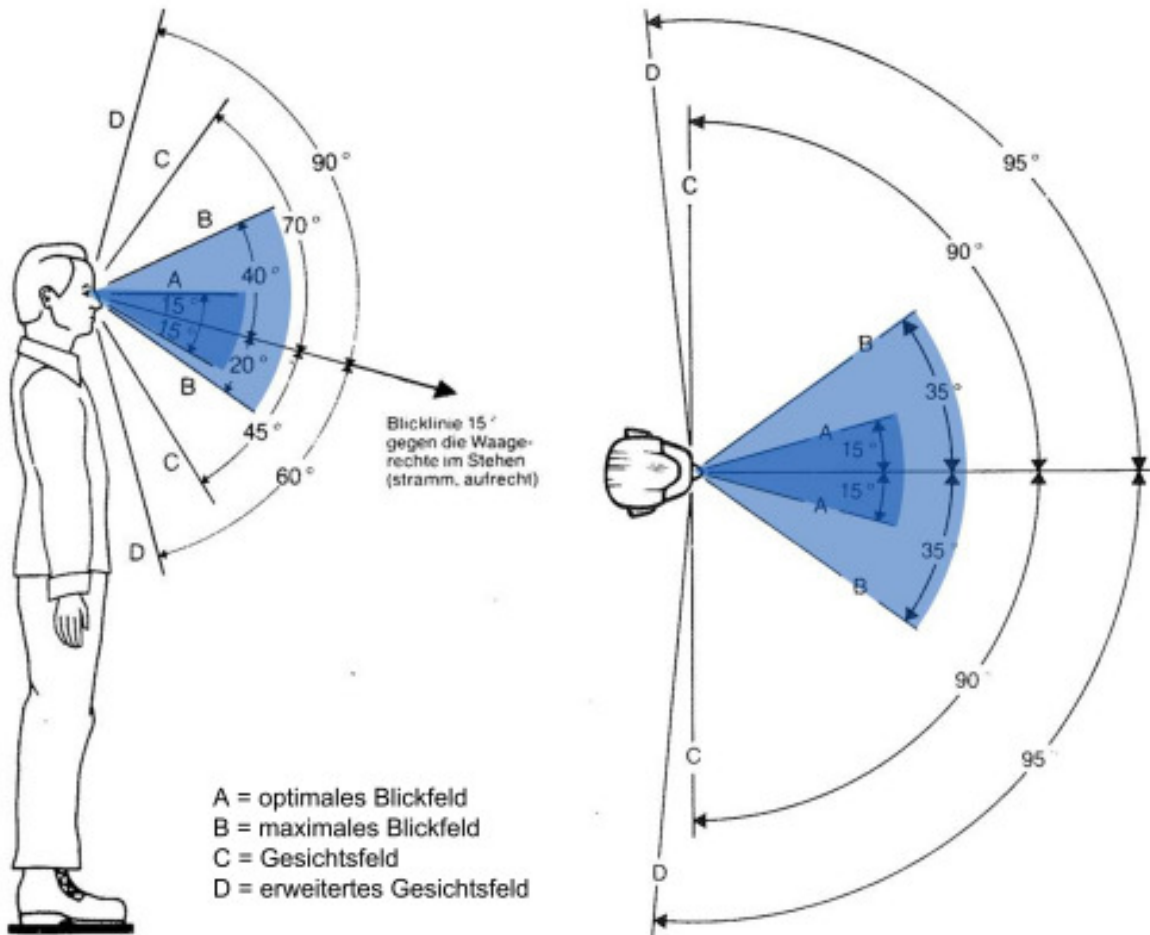 D
C
90°
B
70°
A
40°
15°
15°
20°
B
45°
C
60°
D
Blicklinie 15°
gegen die Waage-
rechte im Stehen
(stramm, aufrecht)
A = optimales Blickfeld
B = maximales Blickfeld
C = Gesichtsfeld
D = erweitertes Gesichtsfeld
D
95°
C
90°
B
35°
A
15°
15°
A
35°
B
90
C
95°
D